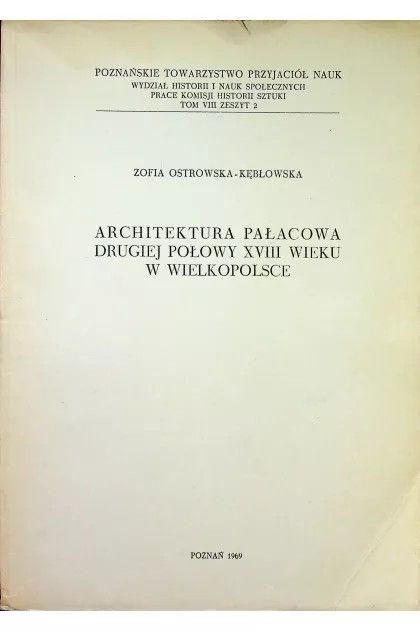 POZNAŃSKIE TOWARZYSTWO PRZYJACIÓŁ NAUK
WYDZIAŁ HISTORII I NAUK SPOŁECZNYCH
PRACE KOMISJI HISTORII SZTUKI
TOM VIII ZESZYT 2
ZOFIA OSTROWSKA-KĘBŁOWSKA
ARCHITEKTURA PAŁACOWA
DRUGIEJ POŁOWY XVIII WIEKU
W WIELKOPOLSCE
POZNAŃ 1969